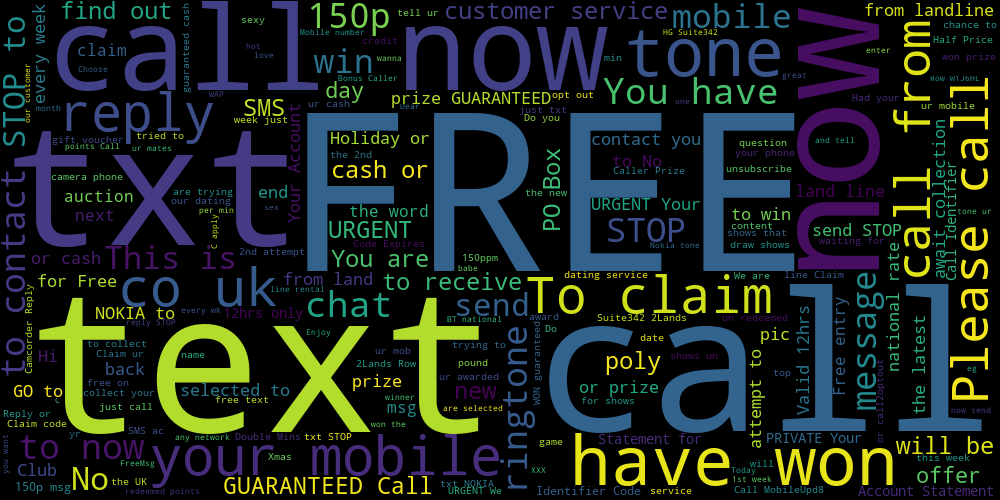 find out
sexy
150p
tell ur
customer service
mobile
from landline
STOP to
every week
call now
claim
Choose
hot
love
guaranteed cash
Mobile number
credit
wanna
HG Suite342
chance to
Half Price
our customer
win
tone
min
won prize
enter
now
call from
Please call
reply
SMS
WAP
Bonus Caller
day
You have
great
Row W1J6HL
month
week just
ur cash
prize GUARANTEED
opt out
just txt
one
Had your
ur mobile
txt
FREE
gift voucher
tried to
ur mates
points Call
Your Account
Holiday or
the 2nd
cash or
Dear
Do you
contact you
to No
Caller Prize
question
your phone
unsubscribe
and tell
camera phone
auction
next
are trying
our dating
per min
end
sex
the word
URGENT
the new
PO Box
URGENT Your
STOP
land line
to win
content
shows that
draw shows
send STOP
waiting for
await collection
Call Identifier
tone ur
to contact
or cash
This is
C apply
2nd attempt
Code Expires
You are
150ppm
babe
Nokia tone
for Free
co uk
from land
line rental
to receive
dating service
We are
line Claim
national rate
Camcorder Reply
NOKIA to
every wk
12hrs only
chat
send
award
To claim
Suite342 2Lands
un redeemed
message
text
call
reply STOP
Enjoy
BT national
Do
date
pic
Free entry
Valid 12hrs
the latest
Hi
to collect
Claim ur
back
name
ur mob
2Lands Row
trying to
pound
ringtone
WON guaranteed
for shows
poly
shows un
attempt to
top
eg
GO to
free on
collect your
just call
selected to
free text
prize
winner
won the
msg
ur awarded
new
are selected
or prize
or call2optout
now send
Reply or
Claim code
yr
SMS ac
any network
Double Mins
txt STOP
game
Statement for
PRIVATE Your
this week
will be
you want
to now
your mobile
have won
Club
No
FreeMsg
Xmas
XXX
Today
will
1st week
offer
150p msg
the UK
redeemed points
GUARANTEED Call
txt NOKIA
URGENT We
Identifier Code
service
Call MobileUpd8
Account Statement